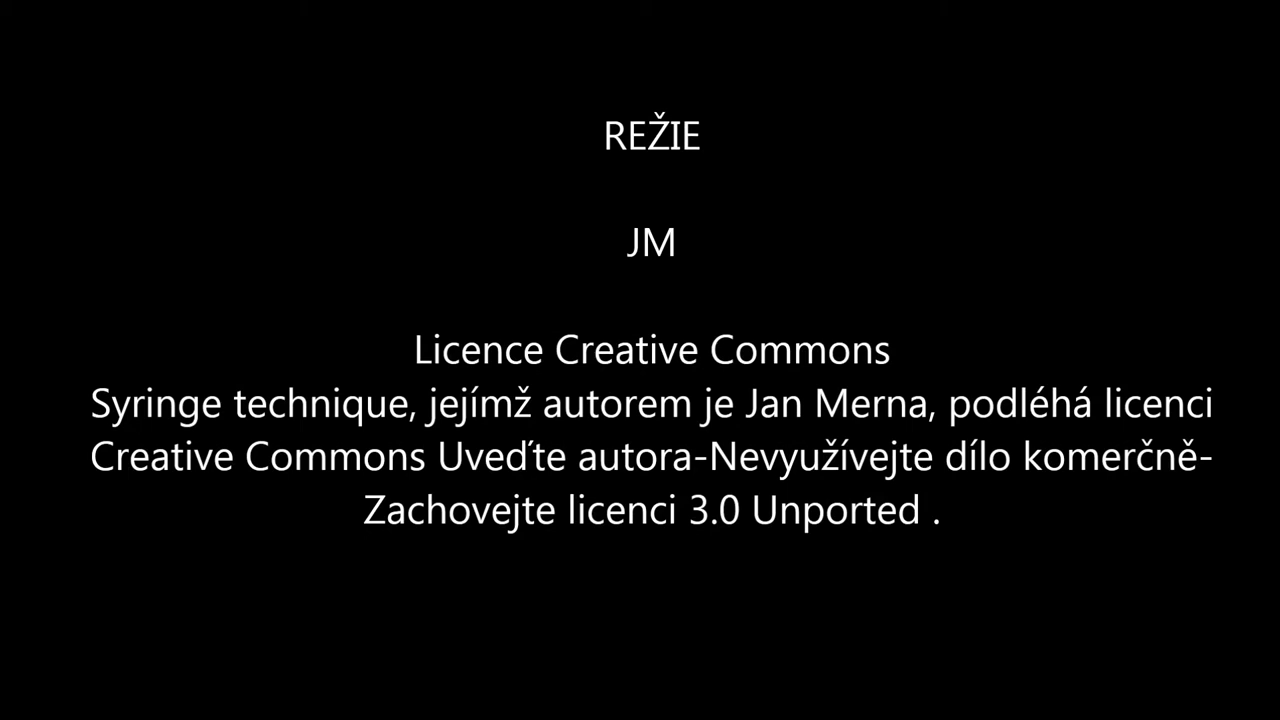 REŽIE
JM
Licence Creative Commons
Syringe technique, jejímž autorem je Jan Merna, podléhá licenci
Creative Commons Uveďte autora-Nevyužívejte dílo komerčně-
Zachovejte licenci 3.0 Unported .